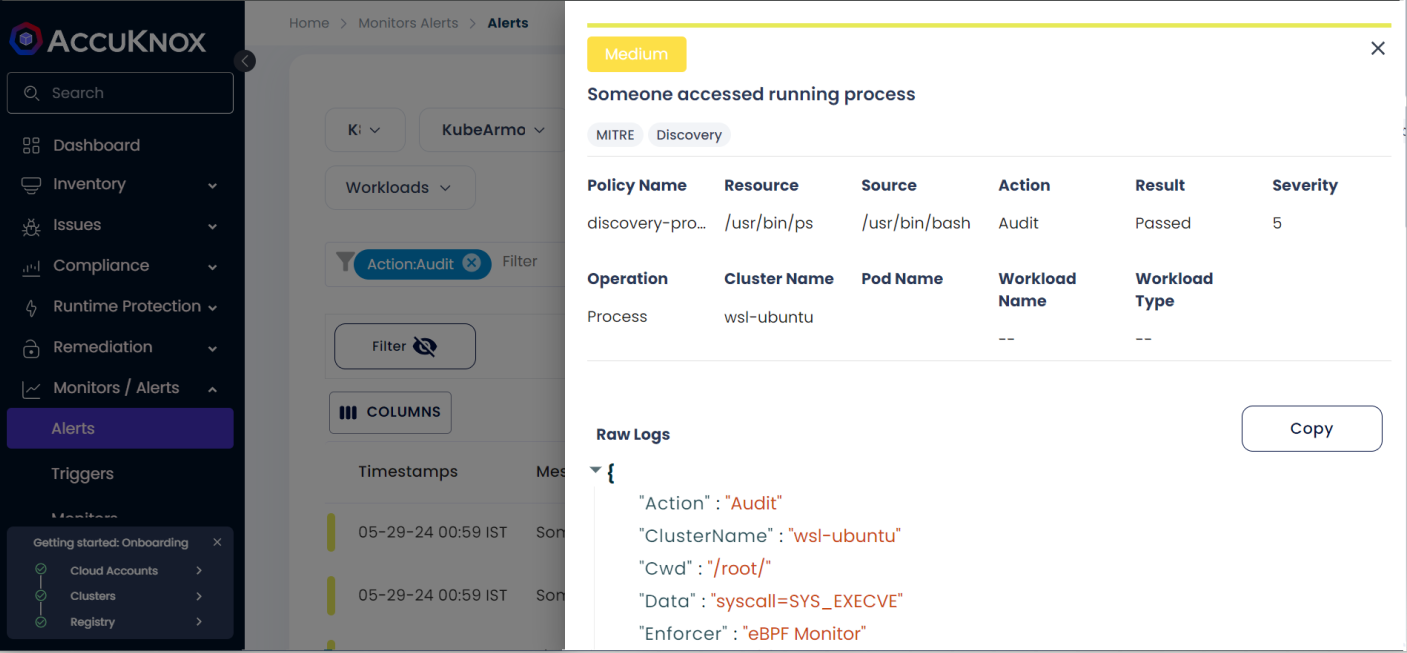 ACCUKNOX
Search
Dashboard
Inventory
Issues
Compliance
Runtime Protection
Remediation
Monitors / Alerts
Alerts
Triggers
Monitors
Getting started: Onboarding
Cloud Accounts
Clusters
Registry
Home > Monitors Alerts > Alerts
KubeArmo
Workloads
Action:Audit Filter
Filter
COLUMNS
Timestamps Mes
05-29-24 00:59 IST Som
05-29-24 00:59 IST Som
Medium
Someone accessed running process
MITRE Discovery
Policy Name Resource Source Action Result Severity
discovery-pro... /usr/bin/ps /usr/bin/bash Audit Passed 5
Operation Cluster Name Pod Name Workload Name Workload Type
Process wsl-ubuntu -- --
Raw Logs Copy
{
"Action" : "Audit"
"ClusterName" : "wsl-ubuntu"
"Cwd" : "/root/"
"Data" : "syscall=SYS_EXECVE"
"Enforcer" : "eBPF Monitor"